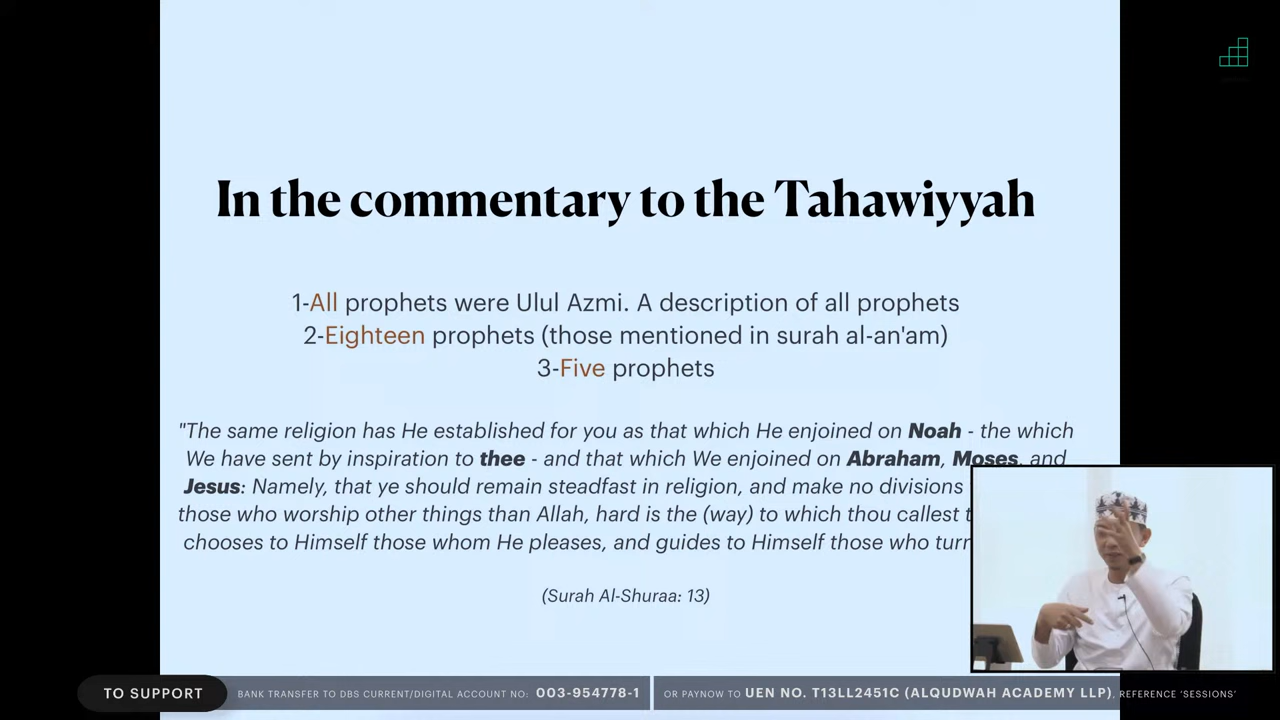 In the commentary to the Tahawiyyah
1-All prophets were Ulul Azmi. A description of all prophets
2-Eighteen prophets (those mentioned in surah al-an'am)
3-Five prophets
"The same religion has He established for you as that which He enjoined on Noah - the which
We have sent by inspiration to thee - and that which We enjoined on Abraham, Moses, and
Jesus: Namely, that ye should remain steadfast in religion, and make no divisions
those who worship other things than Allah, hard is the (way) to which thou callest
chooses to Himself those whom He pleases, and guides to Himself those who
(Surah Al-Shuraa: 13)
TO SUPPORT BANK TRANSFER TO DBS CURRENT/DIGITAL ACCOUNT NO: 003-954778-1 OR PAYNOW TO UEN NO. T13LL2451C (ALQUDWAH ACADEMY LLP), REFERENCE 'SESSIONS'